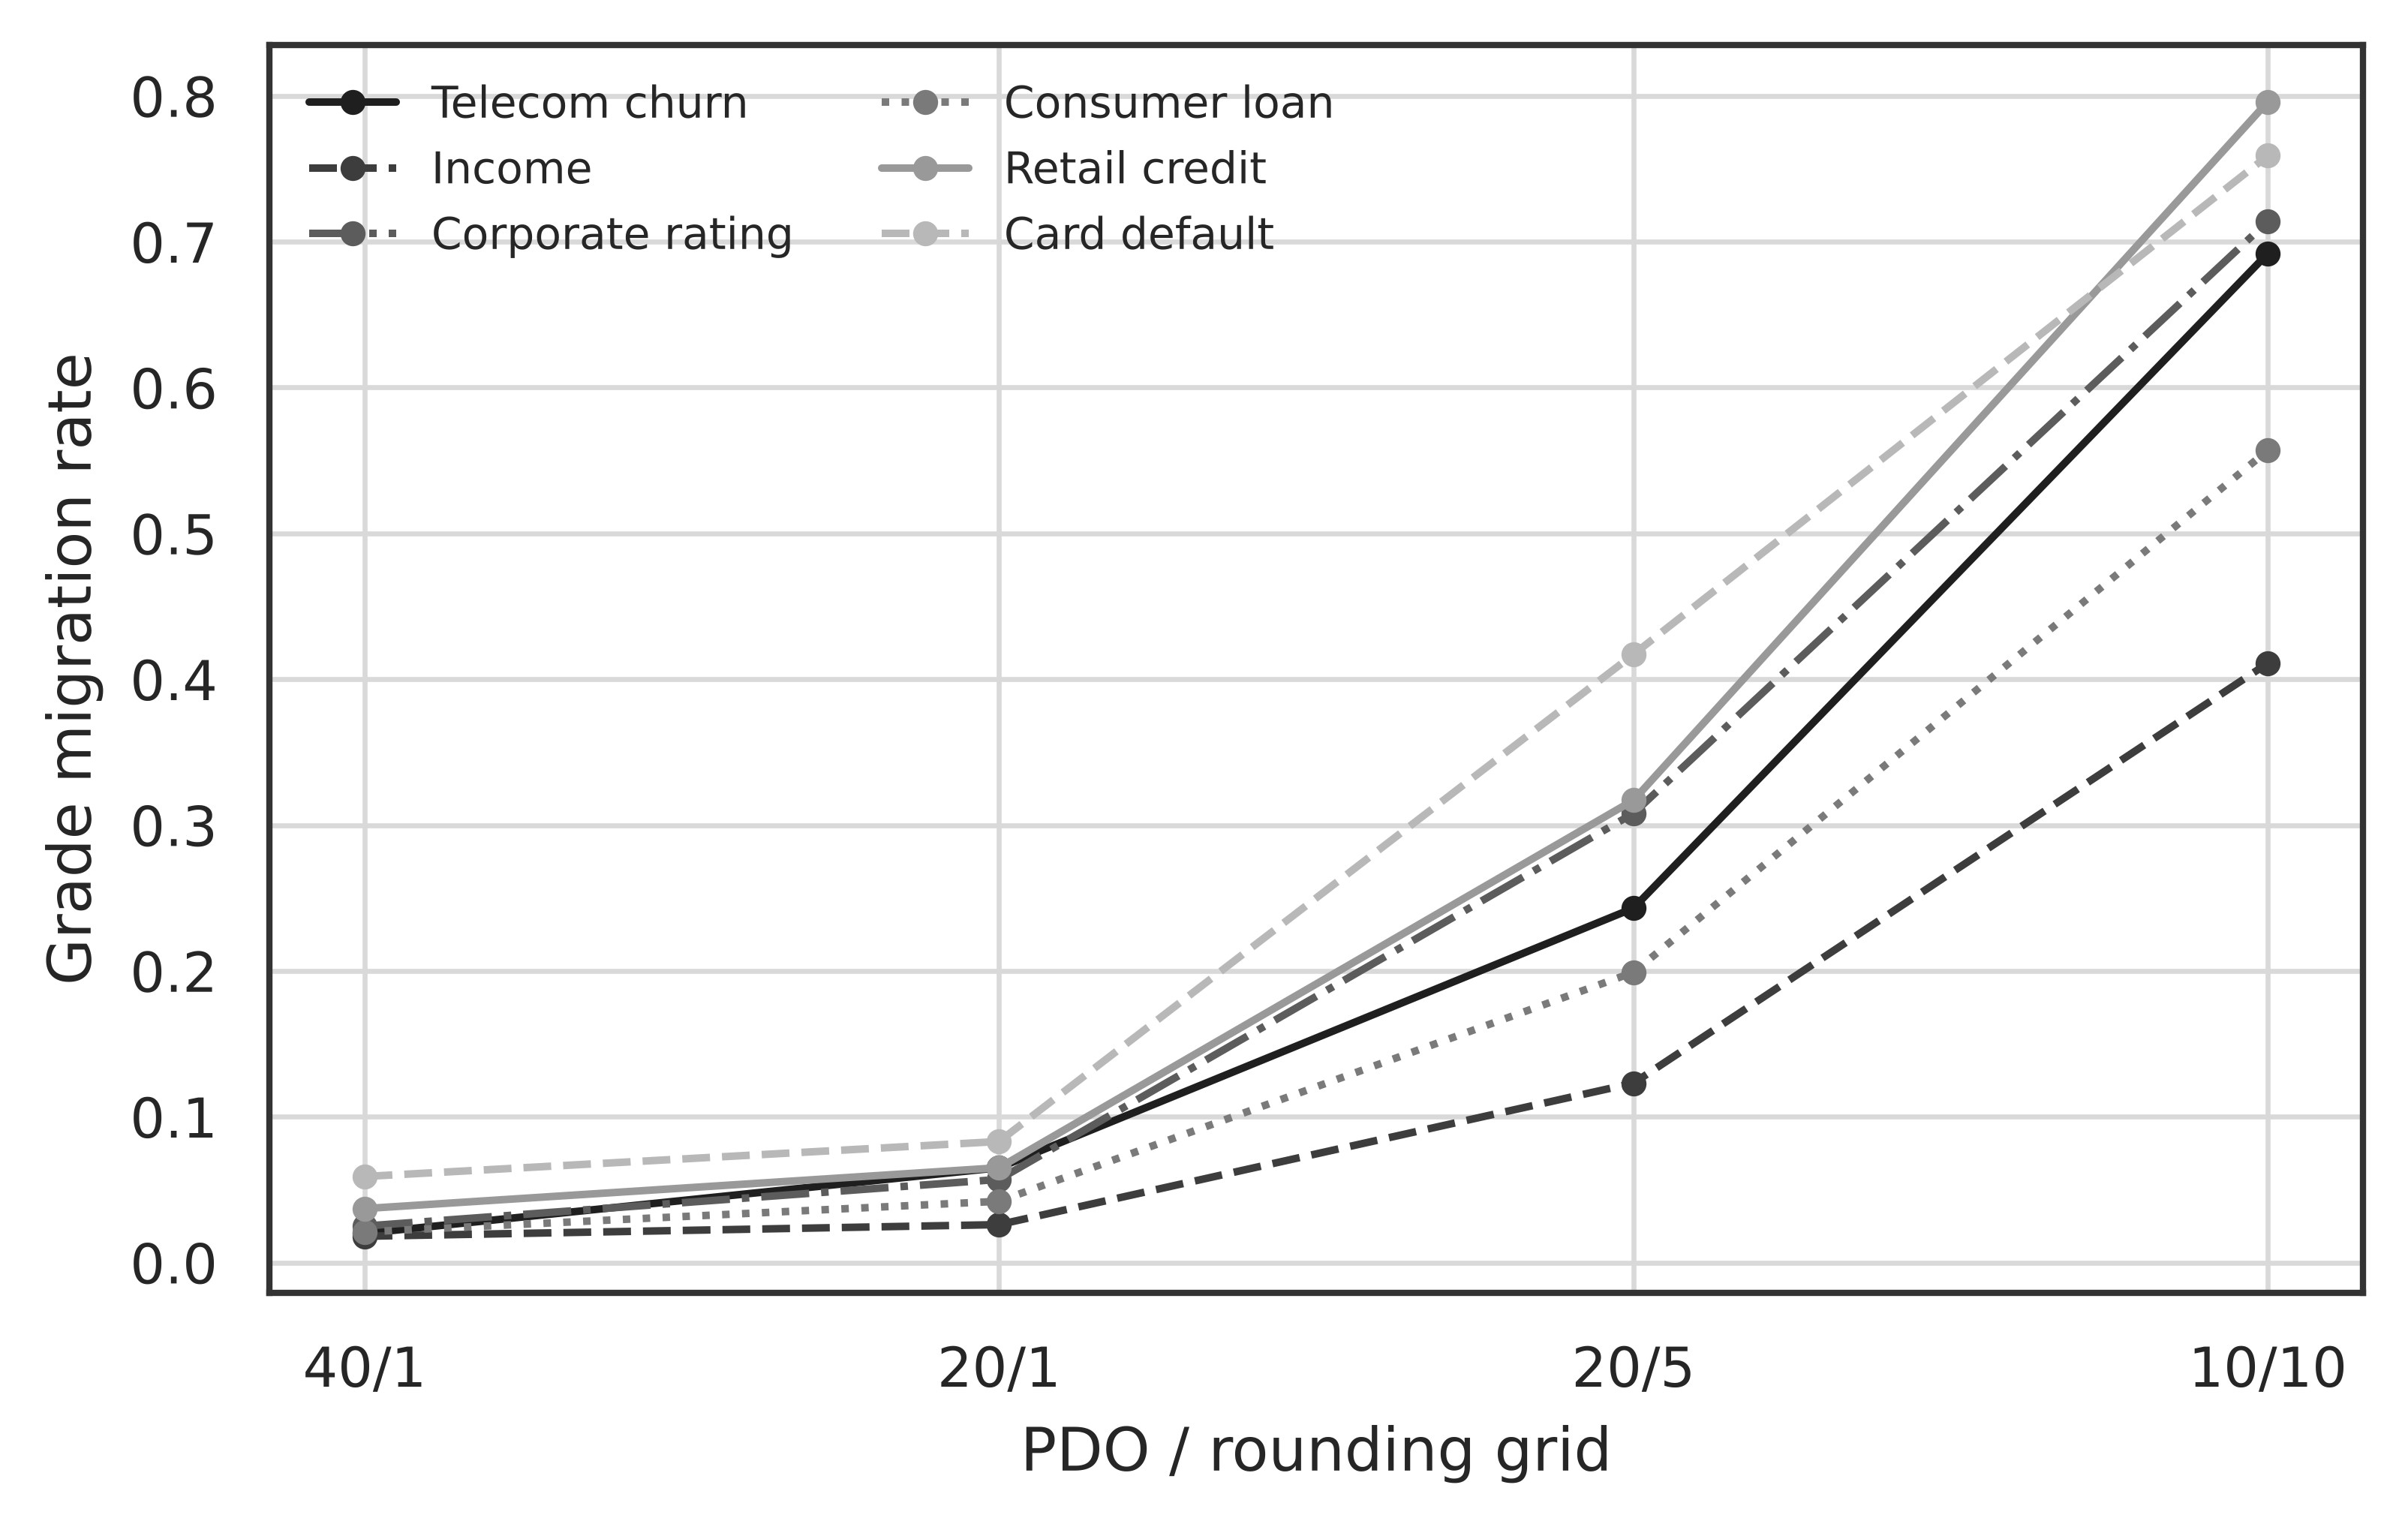 0.8
0.7
0.6
0.5
0.4
0.3
0.2
0.1
0.0
Grade migration rate
Telecom churn
Income
Corporate rating
Consumer loan
Retail credit
Card default
40/1
20/1
20/5
10/10
PDO / rounding grid